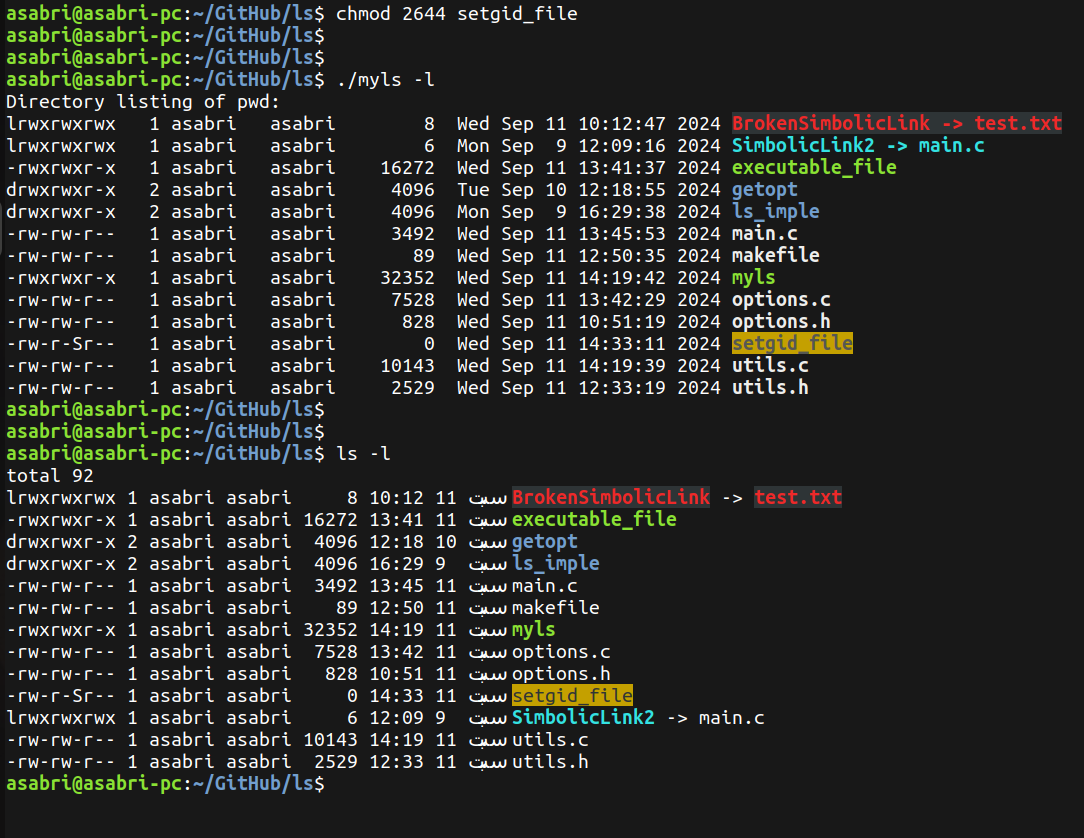 asabri@asabri-pc:~/GitHub/ls$ chmod 2644 setgid_file
asabri@asabri-pc:~/GitHub/ls$
asabri@asabri-pc:~/GitHub/ls$
asabri@asabri-pc:~/GitHub/ls$ ./myls -l
Directory listing of pwd:
lrwxrwxrwx   1 asabri   asabri        8  Wed Sep 11 10:12:47 2024 BrokenSimbolicLink -> test.txt
lrwxrwxrwx   1 asabri   asabri        6  Mon Sep  9 12:09:16 2024 SimbolicLink2 -> main.c
-rwxrwxr-x   1 asabri   asabri    16272  Wed Sep 11 13:41:37 2024 executable_file
drwxrwxr-x   2 asabri   asabri     4096  Tue Sep 10 12:18:55 2024 getopt
drwxrwxr-x   2 asabri   asabri     4096  Mon Sep  9 16:29:38 2024 ls_imple
-rw-rw-r--   1 asabri   asabri     3492  Wed Sep 11 13:45:53 2024 main.c
-rw-rw-r--   1 asabri   asabri       89  Wed Sep 11 12:50:35 2024 makefile
-rwxrwxr-x   1 asabri   asabri    32352  Wed Sep 11 14:19:42 2024 myls
-rw-rw-r--   1 asabri   asabri     7528  Wed Sep 11 13:42:29 2024 options.c
-rw-rw-r--   1 asabri   asabri      828  Wed Sep 11 10:51:19 2024 options.h
-rw-r-Sr--   1 asabri   asabri        0  Wed Sep 11 14:33:11 2024 setgid_file
-rw-rw-r--   1 asabri   asabri    10143  Wed Sep 11 14:19:39 2024 utils.c
-rw-rw-r--   1 asabri   asabri     2529  Wed Sep 11 12:33:19 2024 utils.h
asabri@asabri-pc:~/GitHub/ls$
asabri@asabri-pc:~/GitHub/ls$
asabri@asabri-pc:~/GitHub/ls$ ls -l
total 92
lrwxrwxrwx 1 asabri asabri     8 10:12 11 سبت BrokenSimbolicLink -> test.txt
-rwxrwxr-x 1 asabri asabri 16272 13:41 11 سبت executable_file
drwxrwxr-x 2 asabri asabri  4096 12:18 10 سبت getopt
drwxrwxr-x 2 asabri asabri  4096 16:29 9  سبت ls_imple
-rw-rw-r-- 1 asabri asabri  3492 13:45 11 سبت main.c
-rw-rw-r-- 1 asabri asabri    89 12:50 11 سبت makefile
-rwxrwxr-x 1 asabri asabri 32352 14:19 11 سبت myls
-rw-rw-r-- 1 asabri asabri  7528 13:42 11 سبت options.c
-rw-rw-r-- 1 asabri asabri   828 10:51 11 سبت options.h
-rw-r-Sr-- 1 asabri asabri     0 14:33 11 سبت setgid_file
lrwxrwxrwx 1 asabri asabri     6 12:09 9  سبت SimbolicLink2 -> main.c
-rw-rw-r-- 1 asabri asabri 10143 14:19 11 سبت utils.c
-rw-rw-r-- 1 asabri asabri  2529 12:33 11 سبت utils.h
asabri@asabri-pc:~/GitHub/ls$